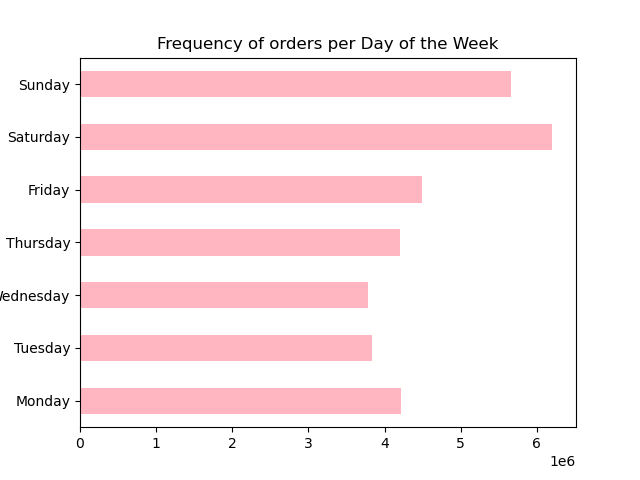 Frequency of orders per Day of the Week
Sunday
Saturday
Friday
Thursday
Wednesday
Tuesday
Monday
0 1 2 3 4 5 6
1e6